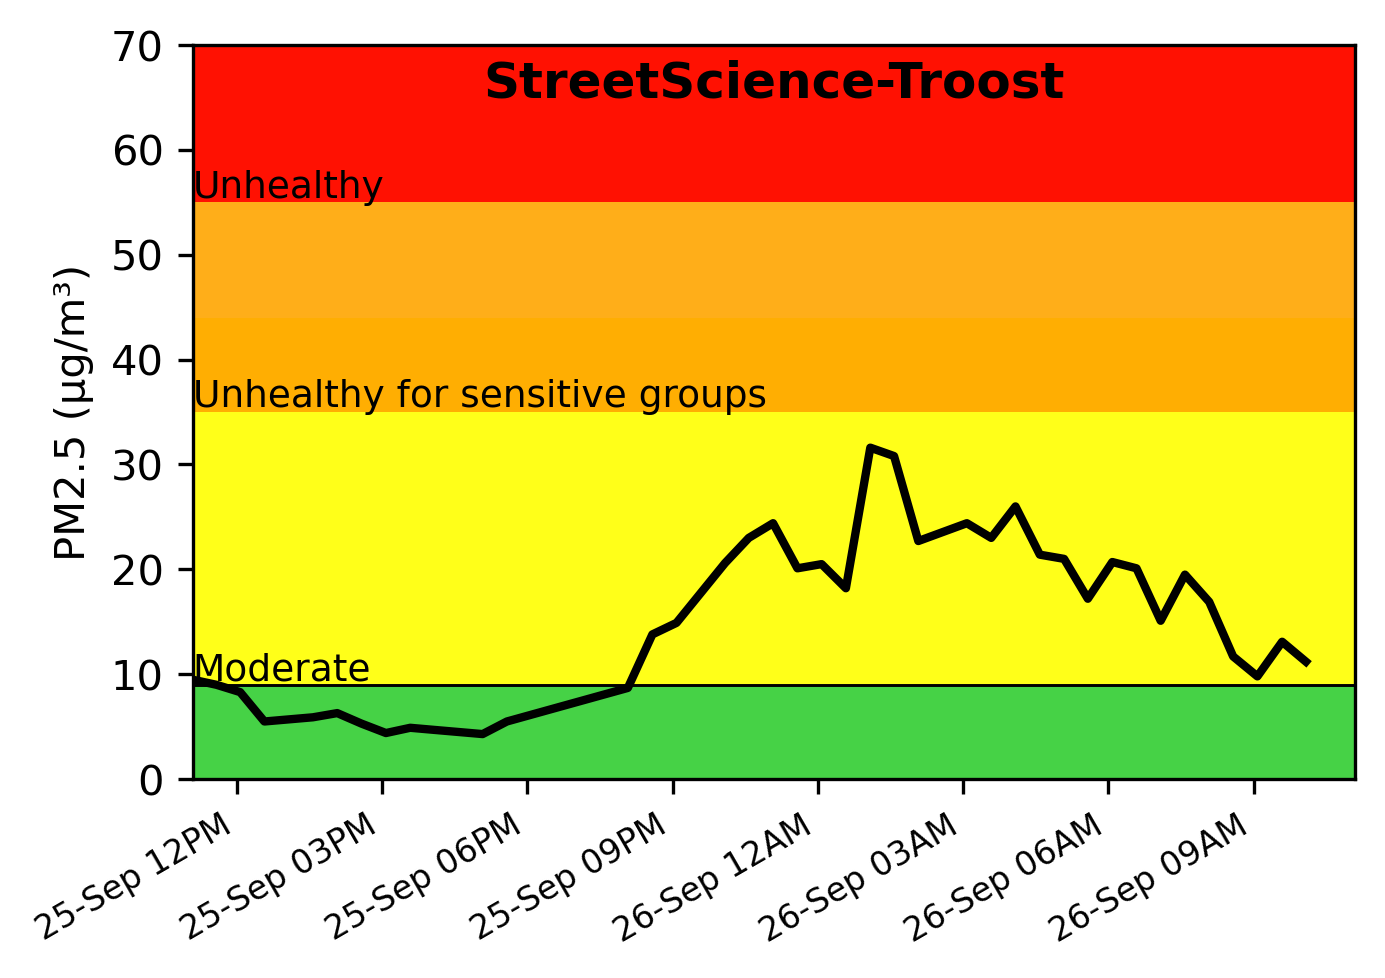 StreetScience-Troost
70
60
50
40
30
20
10
0
PM2.5 (µg/m³)
Unhealthy
Unhealthy for sensitive groups
Moderate
25-Sep 12PM
25-Sep 03PM
25-Sep 06PM
25-Sep 09PM
26-Sep 12AM
26-Sep 03AM
26-Sep 06AM
26-Sep 09AM